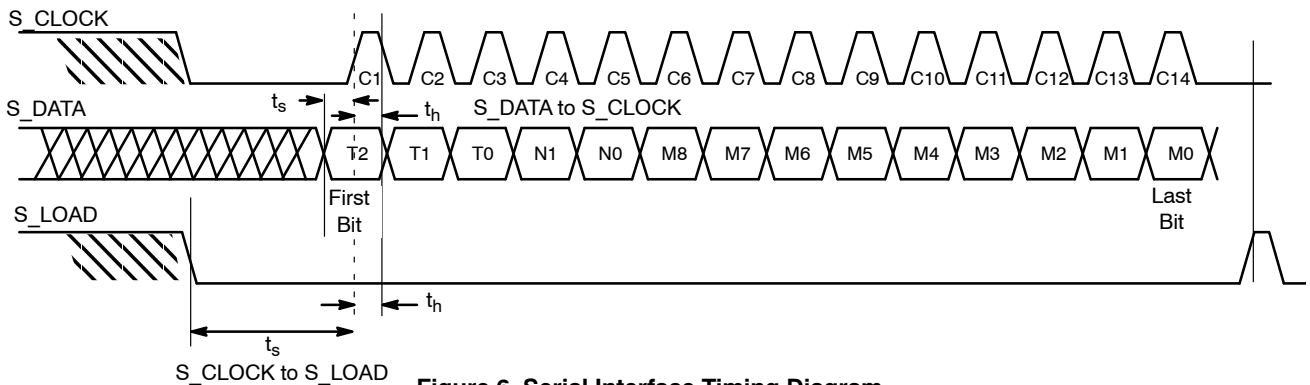 S_CLOCK
C1 C2 C3 C4 C5 C6 C7 C8 C9 C10 C11 C12 C13 C14
ts
S_DATA
th
S_DATA to S_CLOCK
T2 T1 T0 N1 N0 M8 M7 M6 M5 M4 M3 M2 M1 M0
First
Bit
Last
Bit
S_LOAD
th
ts
S_CLOCK to S_LOAD
Figure 6. Serial Interface Timing Diagram